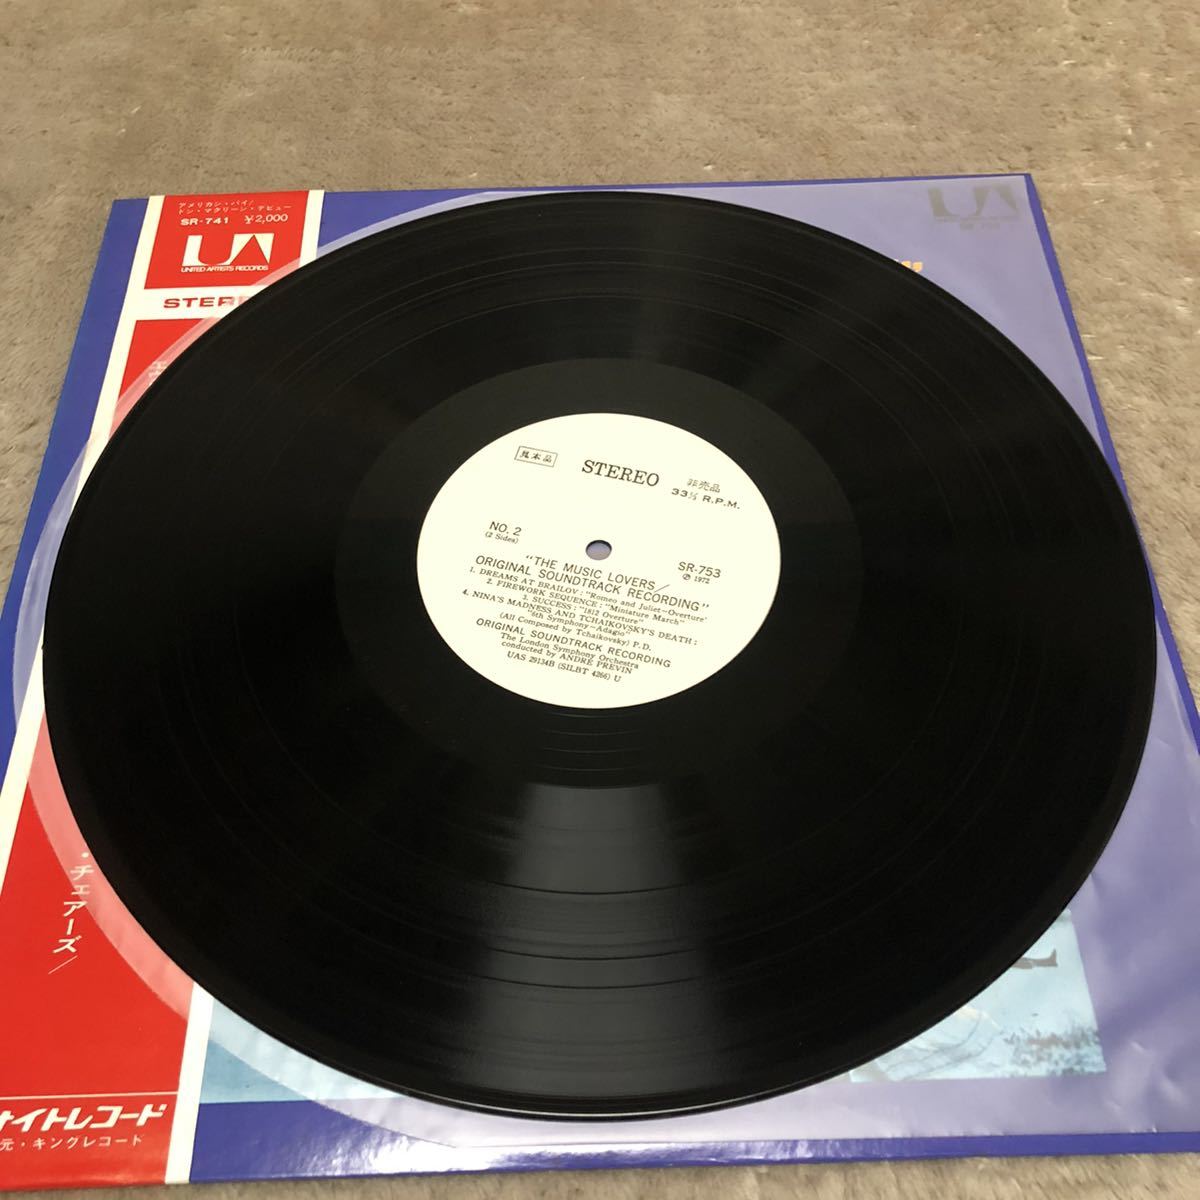 アメリカン・パイ/
ドン・マクリーン・デビュー
SR-741 ¥2,000
UA
UNITED ARTISTS RECORDS
STER
・チェアーズ/
ナイトレコード
元・キングレコード
UA
見本品
STEREO
非売品
33⅓ R.P.M.
NO. 2
(2 Sides)
SR-753
Ⓟ 1972
"THE MUSIC LOVERS/
ORIGINAL SOUNDTRACK RECORDING"
1. DREAMS AT BRAILOV : "Romeo and Juliet-Overture"
2. FIREWORK SEQUENCE : "Miniature March"
3. SUCCESS : "1812 Overture"
4. NINA'S MADNESS AND TCHAIKOVSKY'S DEATH :
"6th Symphony-Adagio"
(All Composed by Tchaikovsky) P.D.
ORIGINAL SOUNDTRACK RECORDING
The London Symphony Orchestra
conducted by ANDRÉ PREVIN
UAS 29134B (SILBT 4266) U